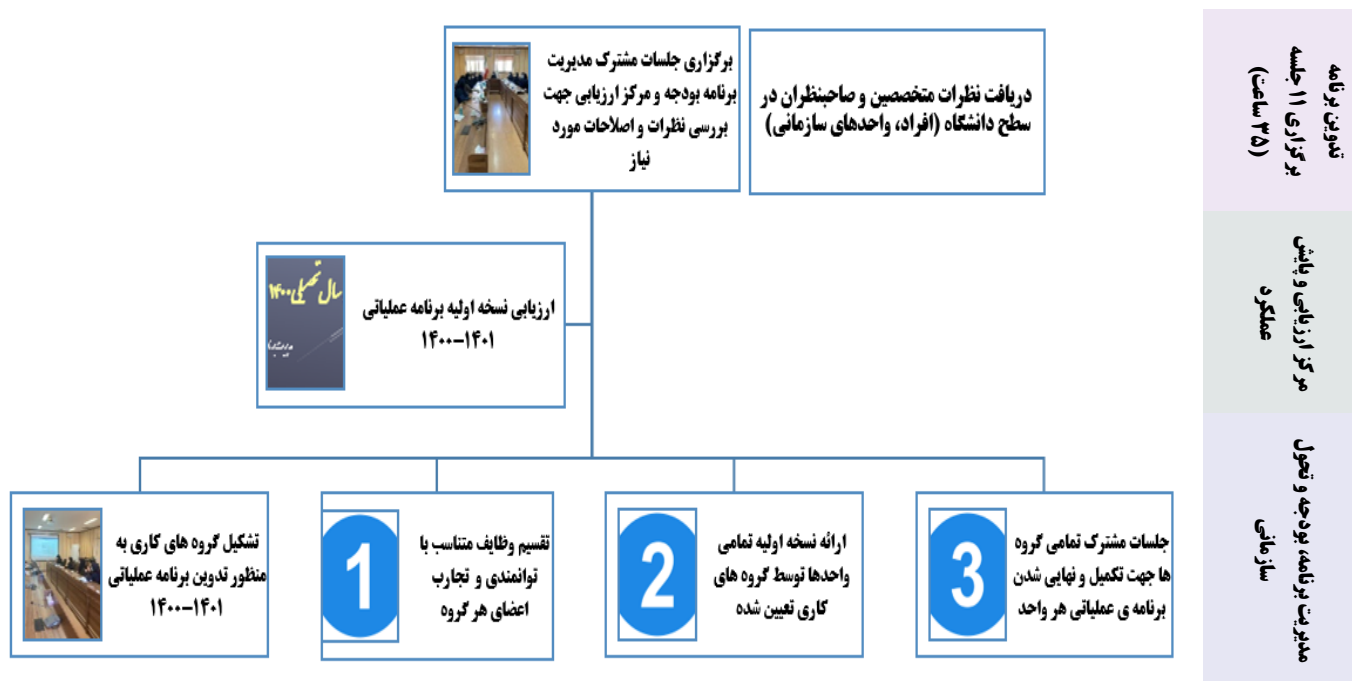 دریافت نظرات متخصصین و صاحبنظران در
سطح دانشگاه (افراد، واحدهای سازمانی)
برگزاری جلسات مشترک مدیریت
برنامه بودجه و مرکز ارزیابی جهت
بررسی نظرات و اصلاحات مورد
نیاز
ارزیابی نسخه اولیه برنامه عملیاتی
۱۴۰۰-۱۴۰۱
سال تحصیلی ۱۴۰۰
جلسات مشترک تمامی گروه
ها جهت تکمیل و نهایی شدن
برنامه ی عملیاتی هر واحد
3
ارائه نسخه اولیه تمامی
واحدها توسط گروه های
کاری تعیین شده
2
تقسیم وظایف متناسب با
توانمندی و تجارب
اعضای هر گروه
1
تشکیل گروه های کاری به
منظور تدوین برنامه عملیاتی
۱۴۰۰-۱۴۰۱
تدوین برنامه
برگزاری ۱۱ جلسه
(۳۵ ساعت)
مرکز ارزیابی و پایش
عملکرد
مدیریت برنامه، بودجه و تحول
سازمانی